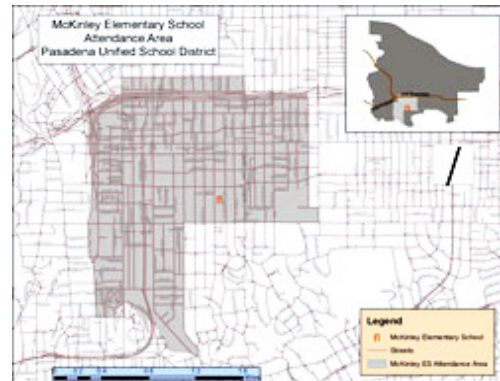 McKinley Elementary School
Attendance Area
Pasadena Unified School District
Legend
McKinley Elementary School
Streets
McKinley ES Attendance Area